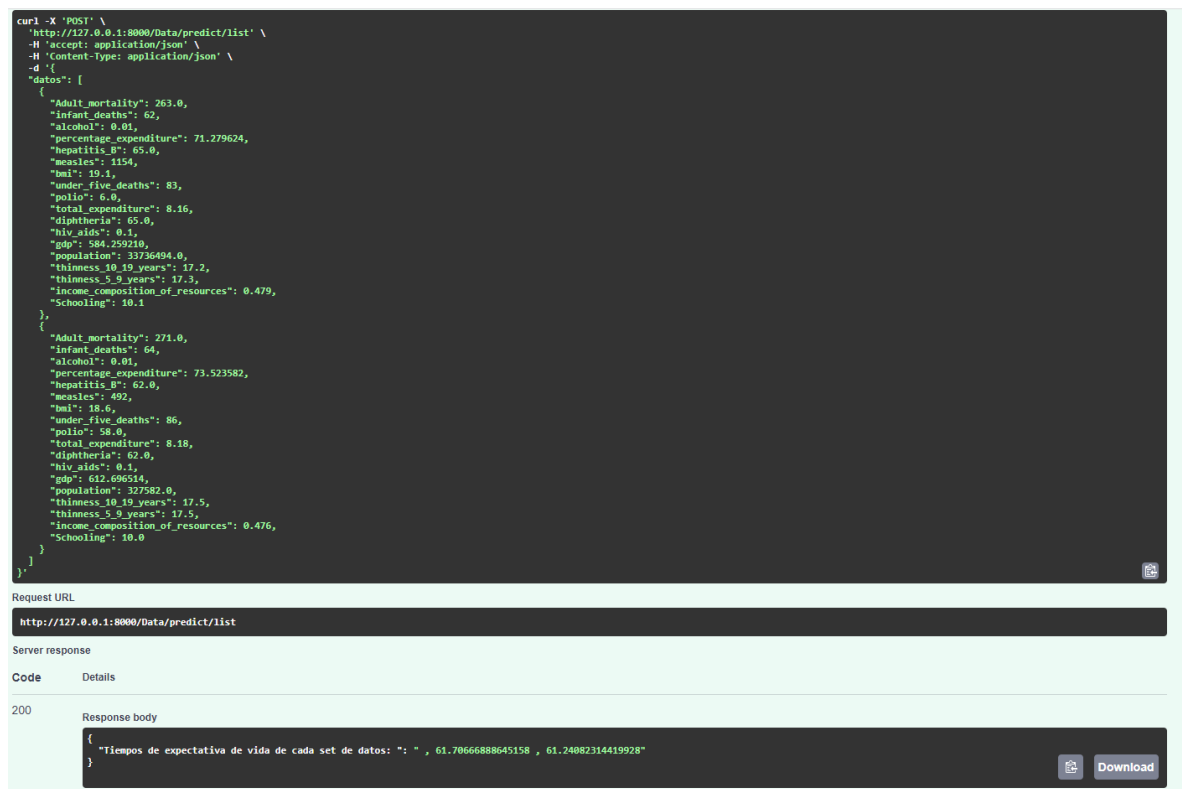 curl -X 'POST' \
'http://127.0.0.1:8000/Data/predict/list' \
-H 'accept: application/json' \
-H 'Content-Type: application/json' \
-d '{
"datos": [
{
"Adult_mortality": 263.0,
"infant_deaths": 62,
"alcohol": 0.01,
"percentage_expenditure": 71.279624,
"hepatitis_B": 65.0,
"measles": 1154,
"bmi": 19.1,
"under_five_deaths": 83,
"polio": 6.0,
"total_expenditure": 8.16,
"diphtheria": 65.0,
"hiv_aids": 0.1,
"gdp": 584.259210,
"population": 33736494.0,
"thinness_10_19_years": 17.2,
"thinness_5_9_years": 17.3,
"income_composition_of_resources": 0.479,
"Schooling": 10.1
},
{
"Adult_mortality": 271.0,
"infant_deaths": 64,
"alcohol": 0.01,
"percentage_expenditure": 73.523582,
"hepatitis_B": 62.0,
"measles": 492,
"bmi": 18.6,
"under_five_deaths": 86,
"polio": 58.0,
"total_expenditure": 8.18,
"diphtheria": 62.0,
"hiv_aids": 0.1,
"gdp": 612.696514,
"population": 327582.0,
"thinness_10_19_years": 17.5,
"thinness_5_9_years": 17.5,
"income_composition_of_resources": 0.476,
"Schooling": 10.0
}
]
}'
Request URL
http://127.0.0.1:8000/Data/predict/list
Server response
Code Details
200
Response body
{
"Tiempos de expectativa de vida de cada set de datos: ": " , 61.70666888645158 , 61.24082314419928"
}
Download